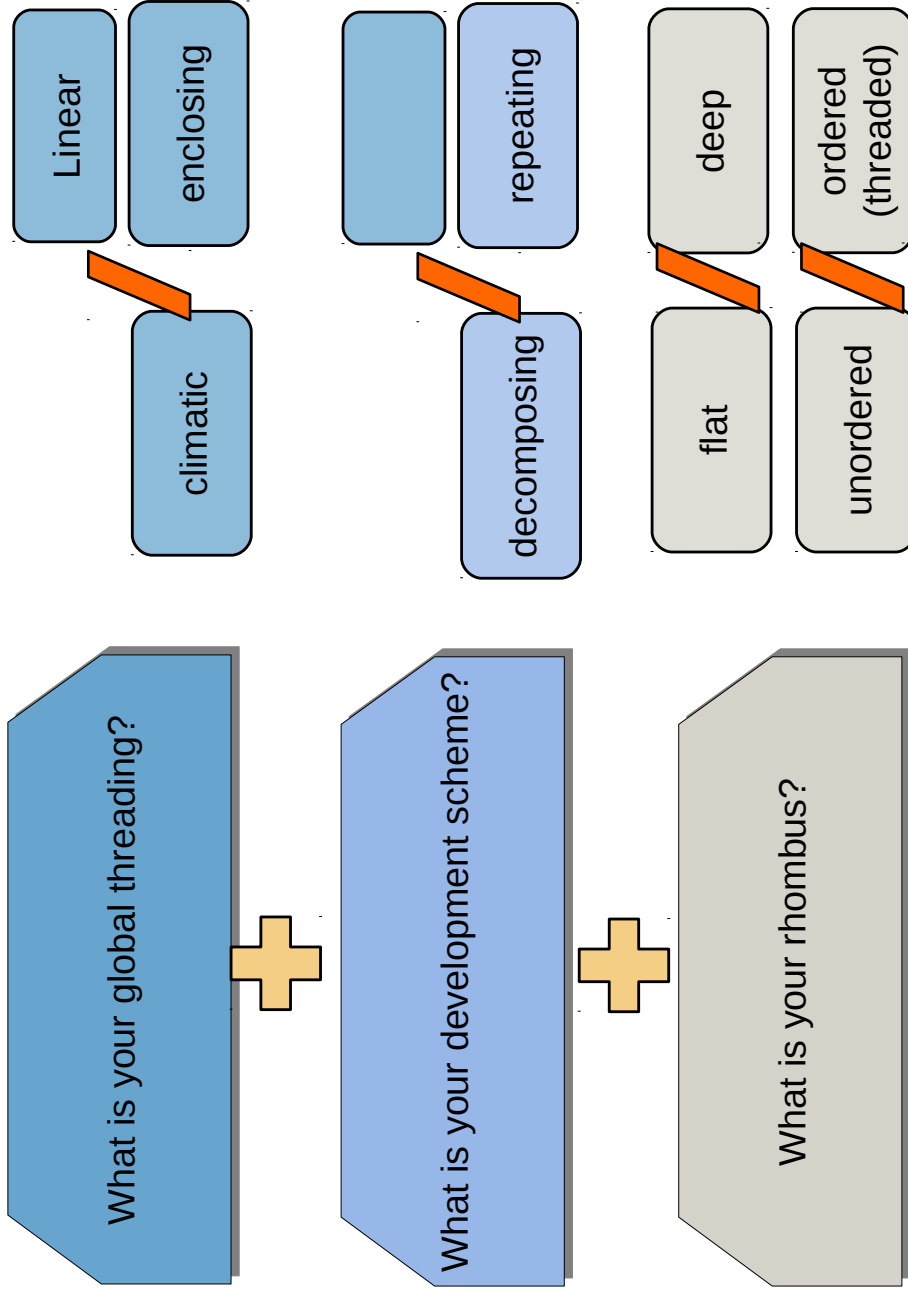 What is your global threading?
climatic
Linear
enclosing
What is your development scheme?
decomposing
repeating
What is your rhombus?
flat
deep
unordered
ordered
(threaded)